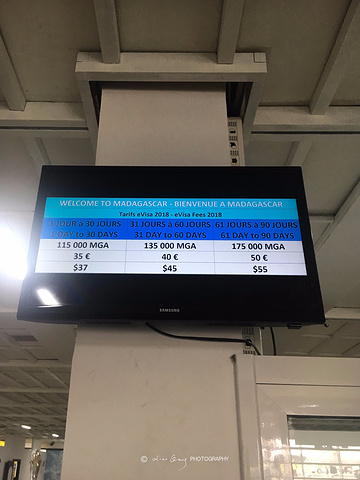 WELCOME TO MADAGASCAR - BIENVENUE A MADAGASCAR
Tarifs eVisa 2018 - eVisa Fees 2018
1 JOUR à 30 JOURS 31 JOURS à 60 JOURS 61 JOURS à 90 JOURS
1 DAY to 30 DAYS 31 DAY to 60 DAYS 61 DAY to 90 DAYS
115 000 MGA 135 000 MGA 175 000 MGA
35 € 40 € 50 €
$37 $45 $55
SAMSUNG
© PHOTOGRAPHY